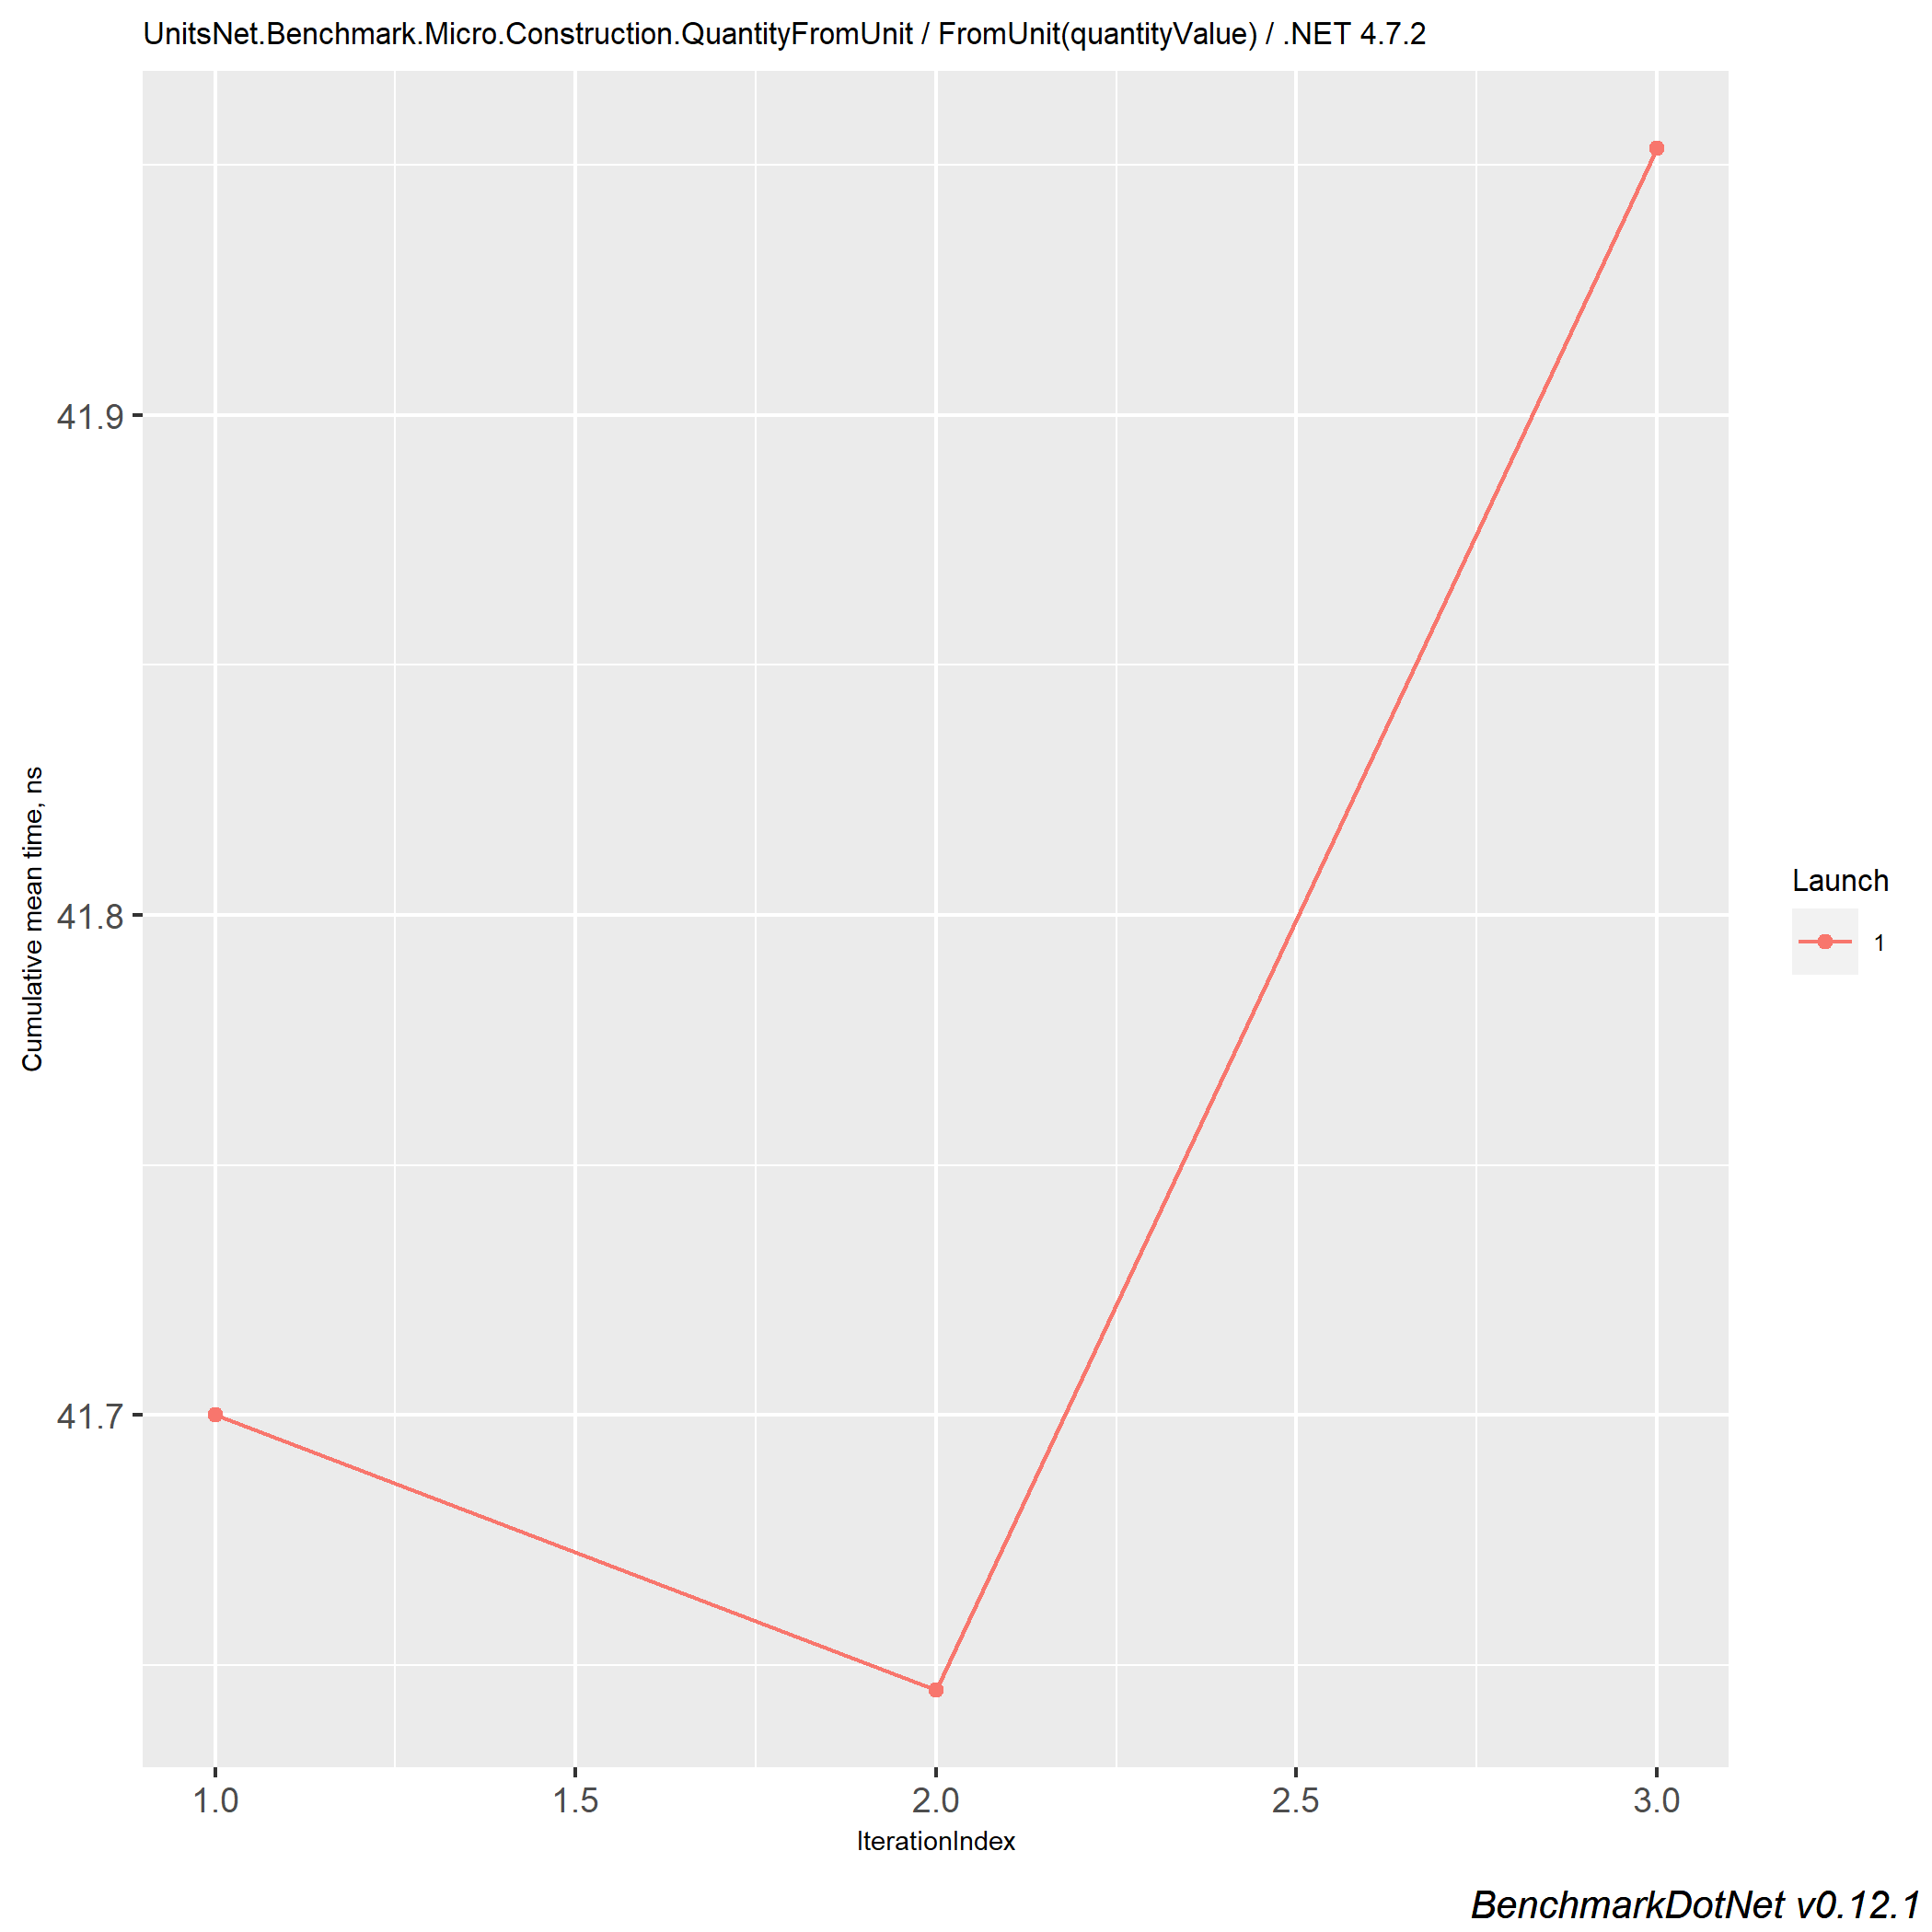 UnitsNet.Benchmark.Micro.Construction.QuantityFromUnit / FromUnit(quantityValue) / .NET 4.7.2
Cumulative mean time, ns
41.9
41.8
41.7
1.0 1.5 2.0 2.5 3.0
IterationIndex
Launch
1
BenchmarkDotNet v0.12.1